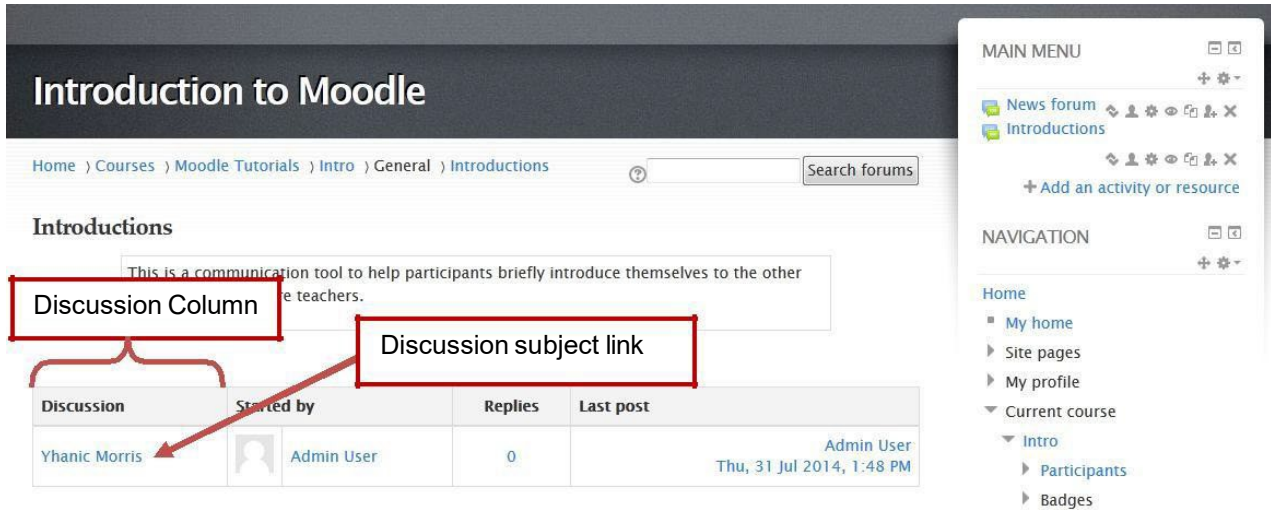 Introduction to Moodle
Home ) Courses ) Moodle Tutorials ) Intro ) General ) Introductions
Search forums
Introductions
This is a communication tool to help participants briefly introduce themselves to the other
teachers.
Discussion Column
Discussion subject link
Discussion Started by Replies Last post
Yhanic Morris Admin User 0 Admin User
Thu, 31 Jul 2014, 1:48 PM
MAIN MENU
News forum
Introductions
+ Add an activity or resource
NAVIGATION
Home
My home
Site pages
My profile
Current course
Intro
Participants
Badges